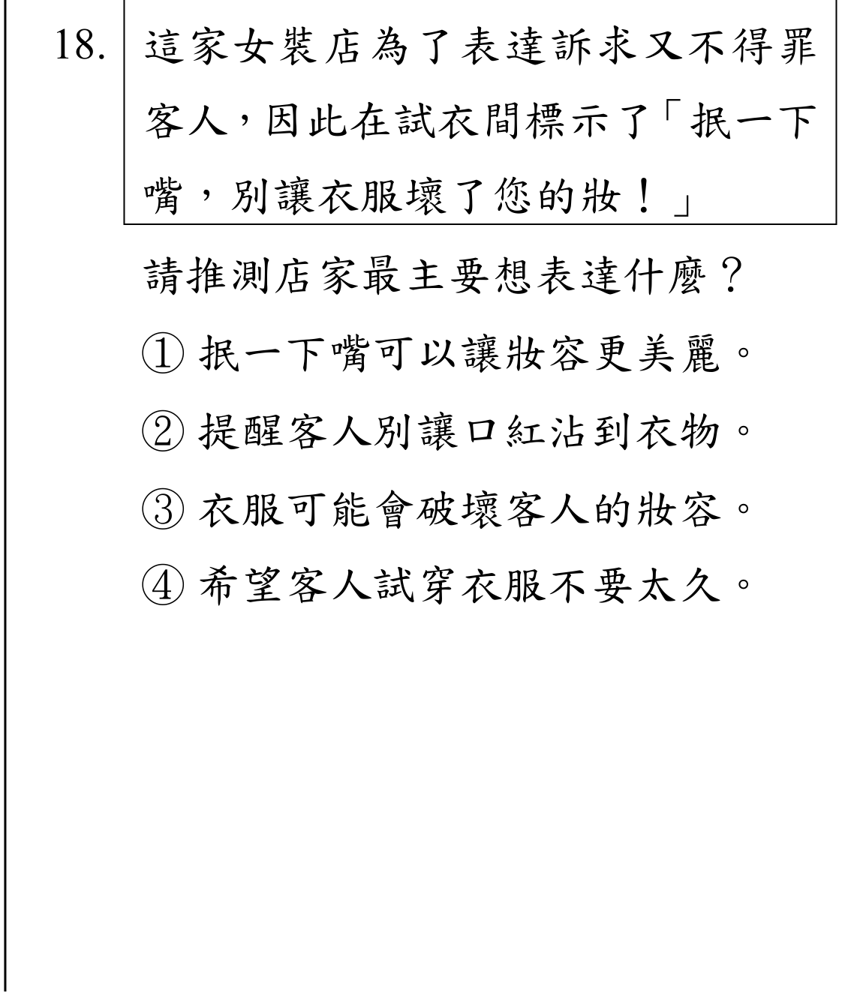 18. 這家女裝店為了表達訴求又不得罪
客人，因此在試衣間標示了「抿一下
嘴，別讓衣服壞了您的妝！」
請推測店家最主要想表達什麼？
① 抿一下嘴可以讓妝容更美麗。
② 提醒客人別讓口紅沾到衣物。
③ 衣服可能會破壞客人的妝容。
④ 希望客人試穿衣服不要太久。